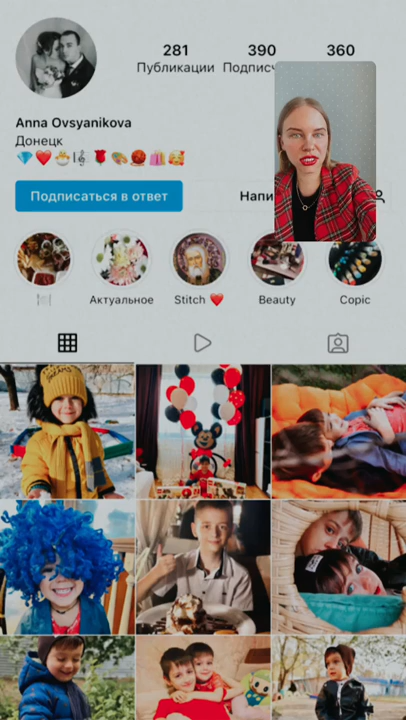 281 390 360
Публикации Подписч
Anna Ovsyanikova
Донецк
Подписаться в ответ Напи
Актуальное Stitch ❤️ Beauty Copic